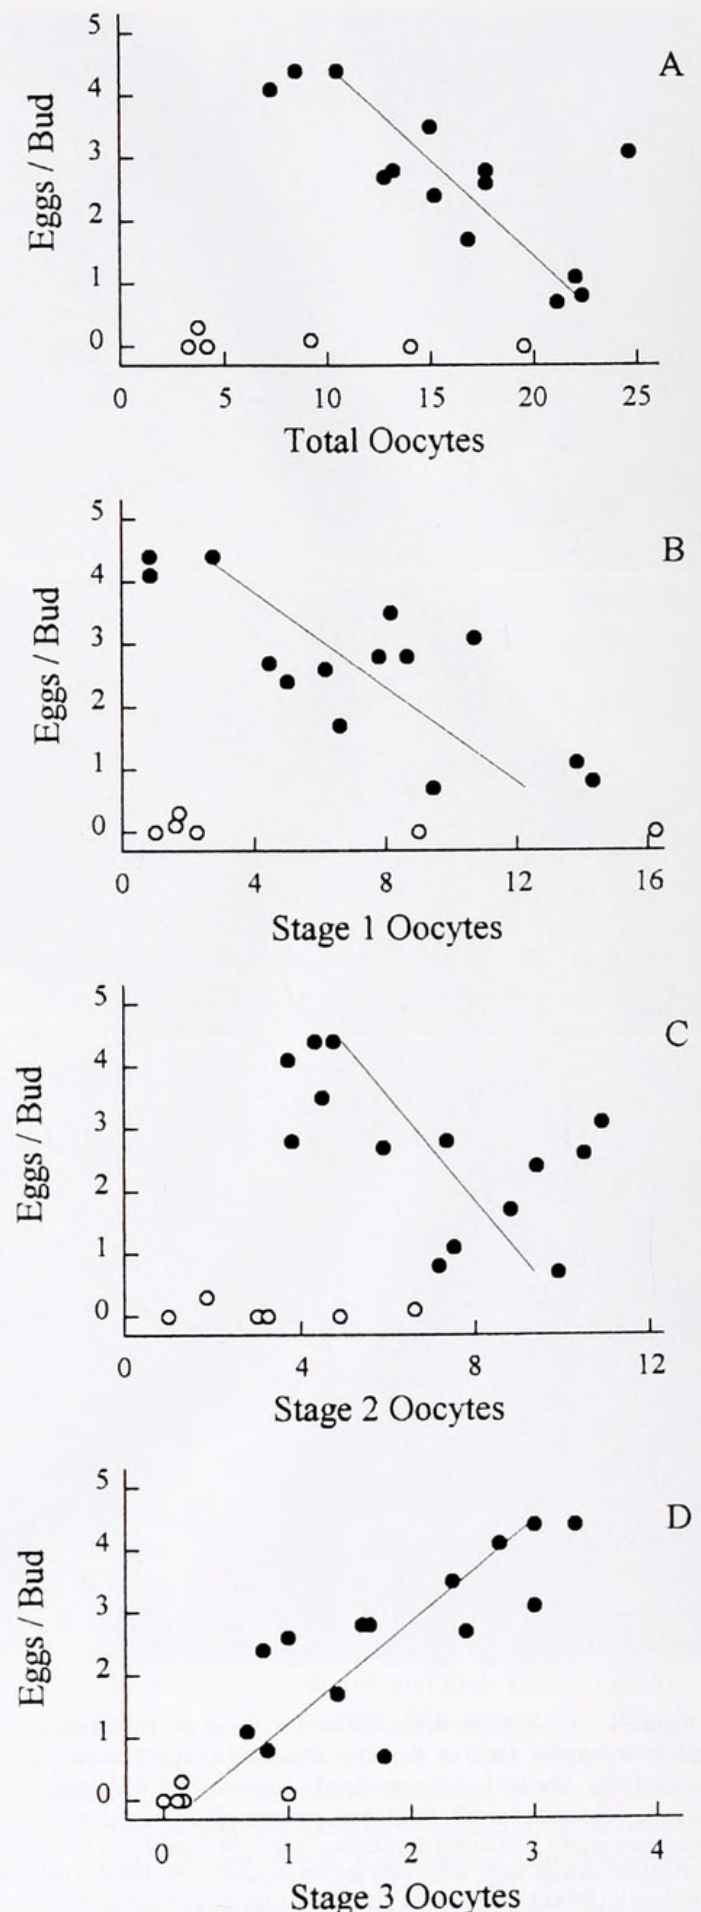 A
5
4
3
2
1
0
Eggs / Bud
0 5 10 15 20 25
Total Oocytes
B
5
4
3
2
1
0
Eggs / Bud
0 4 8 12 16
Stage 1 Oocytes
C
5
4
3
2
1
0
Eggs / Bud
0 4 8 12
Stage 2 Oocytes
D
5
4
3
2
1
0
Eggs / Bud
0 1 2 3 4
Stage 3 Oocytes